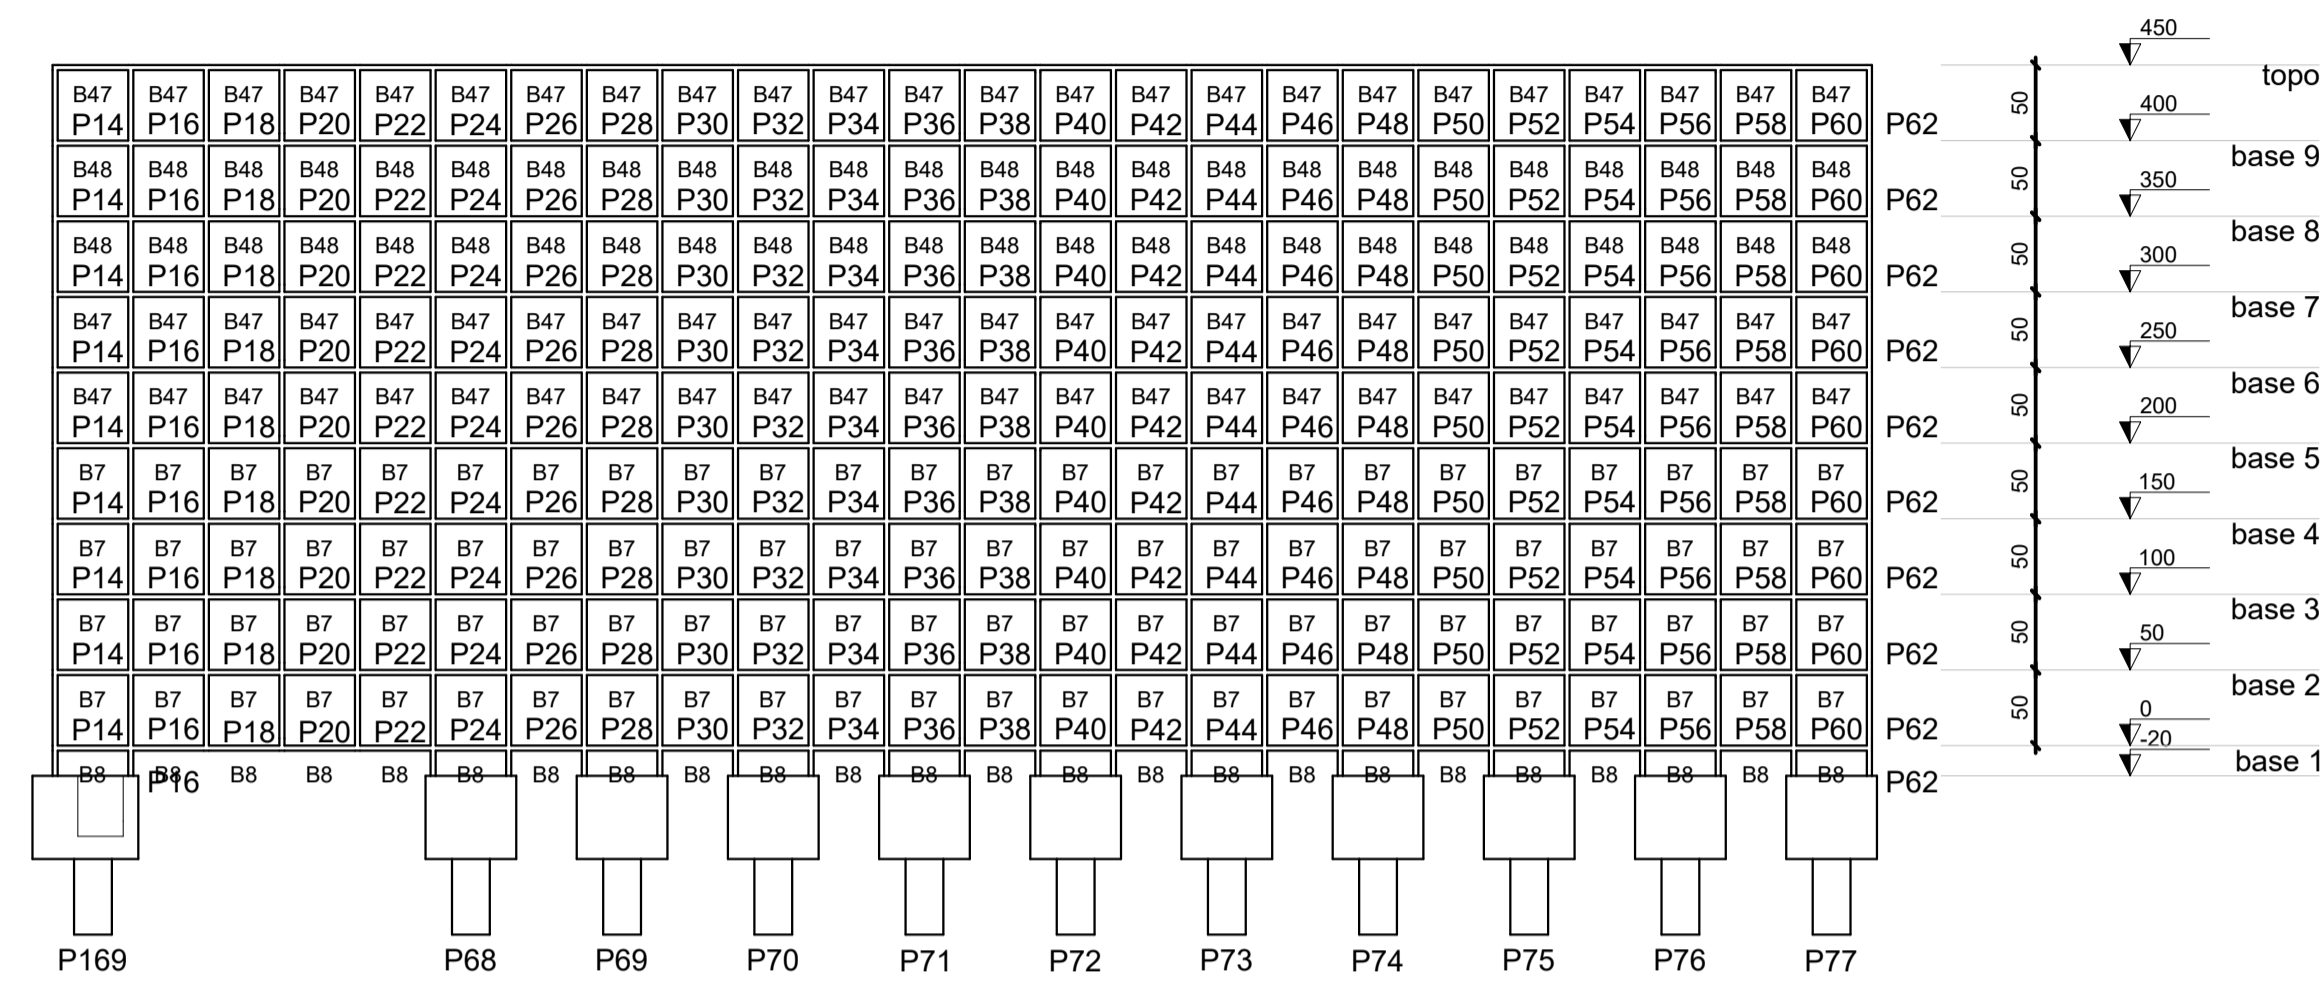 450
topo
B47 B47 B47 B47 B47 B47 B47 B47 B47 B47 B47 B47 B47 B47 B47 B47 B47 B47 B47 B47 B47 B47 B47 B47
P14 P16 P18 P20 P22 P24 P26 P28 P30 P32 P34 P36 P38 P40 P42 P44 P46 P48 P50 P52 P54 P56 P58 P60 P62 50 400
base 9
B48 B48 B48 B48 B48 B48 B48 B48 B48 B48 B48 B48 B48 B48 B48 B48 B48 B48 B48 B48 B48 B48 B48 B48
P14 P16 P18 P20 P22 P24 P26 P28 P30 P32 P34 P36 P38 P40 P42 P44 P46 P48 P50 P52 P54 P56 P58 P60 P62 50 350
base 8
B48 B48 B48 B48 B48 B48 B48 B48 B48 B48 B48 B48 B48 B48 B48 B48 B48 B48 B48 B48 B48 B48 B48 B48
P14 P16 P18 P20 P22 P24 P26 P28 P30 P32 P34 P36 P38 P40 P42 P44 P46 P48 P50 P52 P54 P56 P58 P60 P62 50 300
base 7
B47 B47 B47 B47 B47 B47 B47 B47 B47 B47 B47 B47 B47 B47 B47 B47 B47 B47 B47 B47 B47 B47 B47 B47
P14 P16 P18 P20 P22 P24 P26 P28 P30 P32 P34 P36 P38 P40 P42 P44 P46 P48 P50 P52 P54 P56 P58 P60 P62 50 250
base 6
B47 B47 B47 B47 B47 B47 B47 B47 B47 B47 B47 B47 B47 B47 B47 B47 B47 B47 B47 B47 B47 B47 B47 B47
P14 P16 P18 P20 P22 P24 P26 P28 P30 P32 P34 P36 P38 P40 P42 P44 P46 P48 P50 P52 P54 P56 P58 P60 P62 50 200
base 5
B7 B7 B7 B7 B7 B7 B7 B7 B7 B7 B7 B7 B7 B7 B7 B7 B7 B7 B7 B7 B7 B7 B7 B7
P14 P16 P18 P20 P22 P24 P26 P28 P30 P32 P34 P36 P38 P40 P42 P44 P46 P48 P50 P52 P54 P56 P58 P60 P62 50 150
base 4
B7 B7 B7 B7 B7 B7 B7 B7 B7 B7 B7 B7 B7 B7 B7 B7 B7 B7 B7 B7 B7 B7 B7 B7
P14 P16 P18 P20 P22 P24 P26 P28 P30 P32 P34 P36 P38 P40 P42 P44 P46 P48 P50 P52 P54 P56 P58 P60 P62 50 100
base 3
B7 B7 B7 B7 B7 B7 B7 B7 B7 B7 B7 B7 B7 B7 B7 B7 B7 B7 B7 B7 B7 B7 B7 B7
P14 P16 P18 P20 P22 P24 P26 P28 P30 P32 P34 P36 P38 P40 P42 P44 P46 P48 P50 P52 P54 P56 P58 P60 P62 50 50
base 2
B7 B7 B7 B7 B7 B7 B7 B7 B7 B7 B7 B7 B7 B7 B7 B7 B7 B7 B7 B7 B7 B7 B7 B7
P14 P16 P18 P20 P22 P24 P26 P28 P30 P32 P34 P36 P38 P40 P42 P44 P46 P48 P50 P52 P54 P56 P58 P60 P62 50 0
-20
base 1
B8 B8 B8 B8 B8 B8 B8 B8 B8 B8 B8 B8 B8 B8 B8 B8 B8 B8 B8 B8 B8 B8 B8 B8
P16 P62
P169 P68 P69 P70 P71 P72 P73 P74 P75 P76 P77